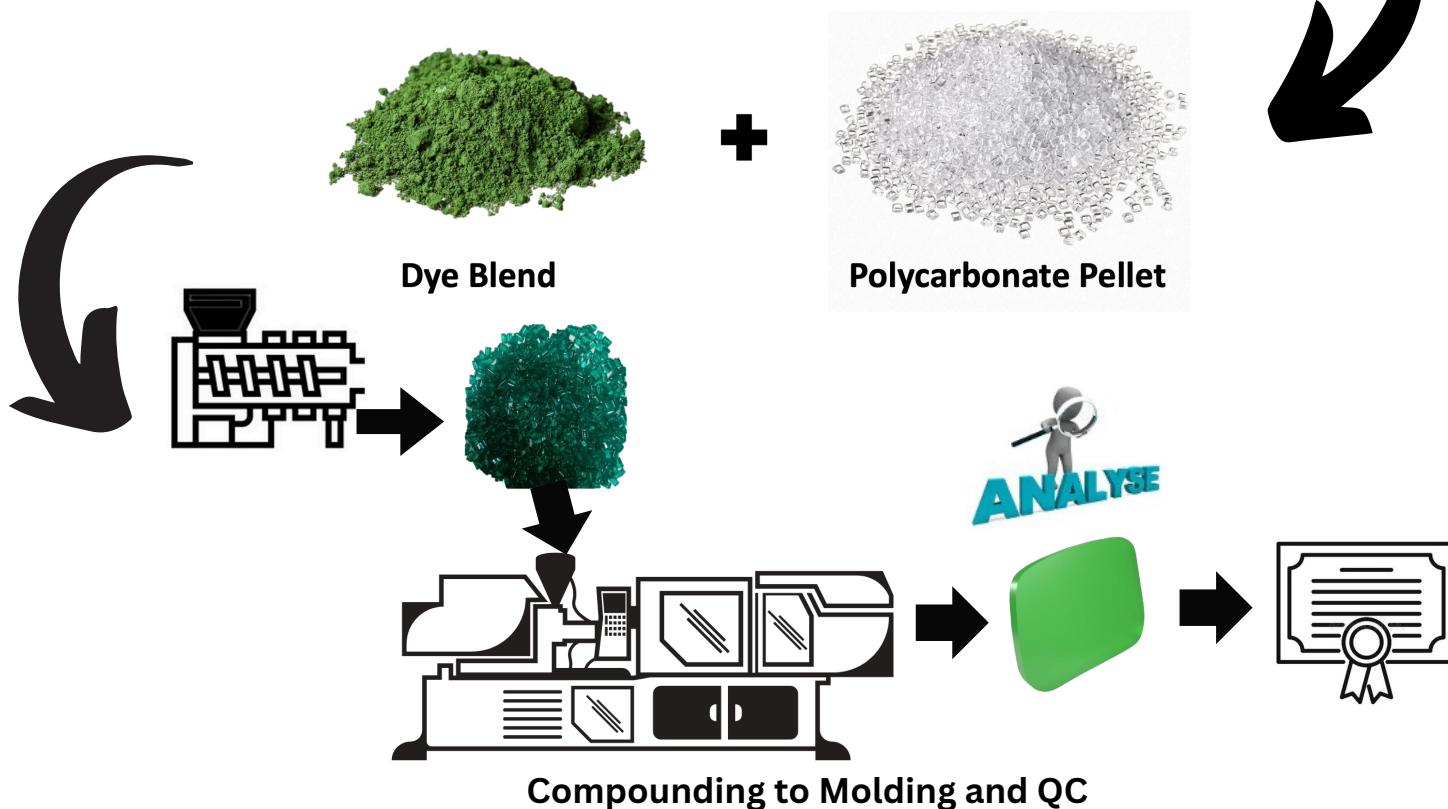 Dye Blend
Polycarbonate Pellet
ANALYSE
Compounding to Molding and QC